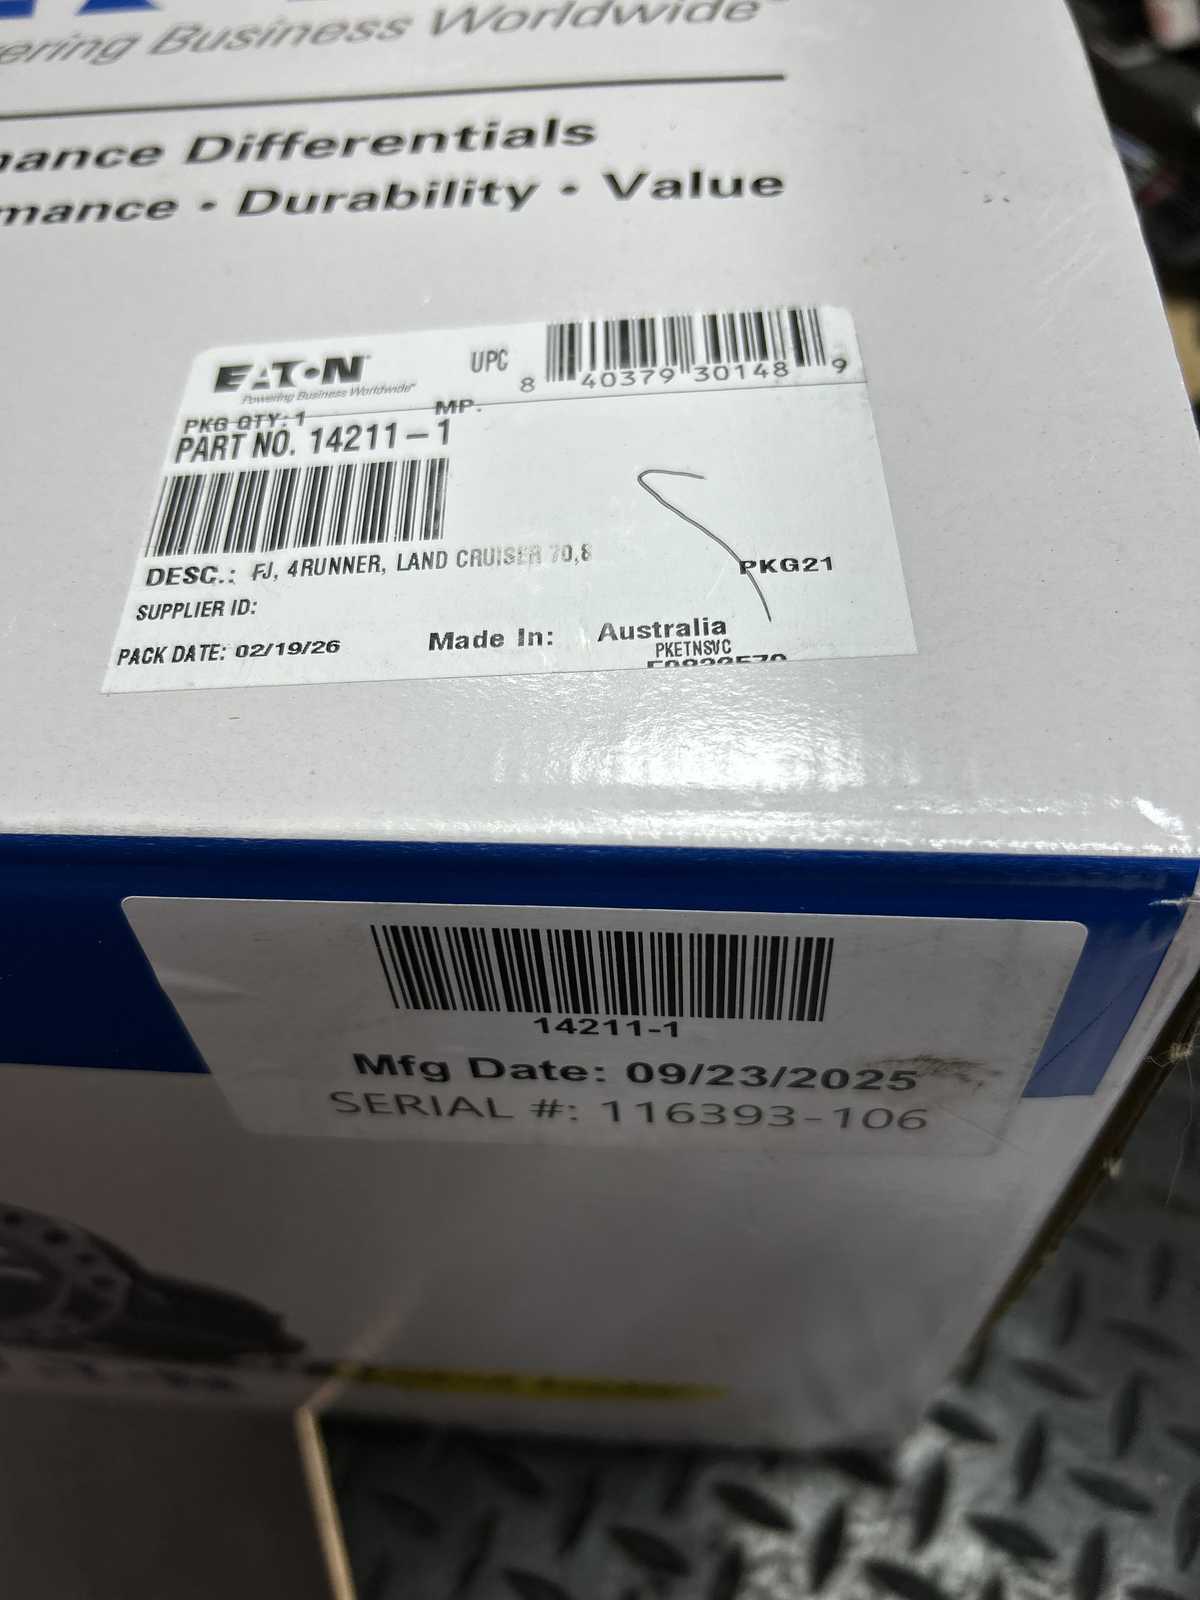 ering Business Worldwide
mance Differentials
mance • Durability • Value
EATON
Powering Business Worldwide
UPC
8 40379 30148 9
PKG QTY: 1
MP.
PART NO. 14211-1
DESC.: FJ, 4RUNNER, LAND CRUISER 70,8
PKG21
SUPPLIER ID:
PACK DATE: 02/19/26
Made In: Australia
PKETNSVC
14211-1
Mfg Date: 09/23/2025
SERIAL #: 116393-106